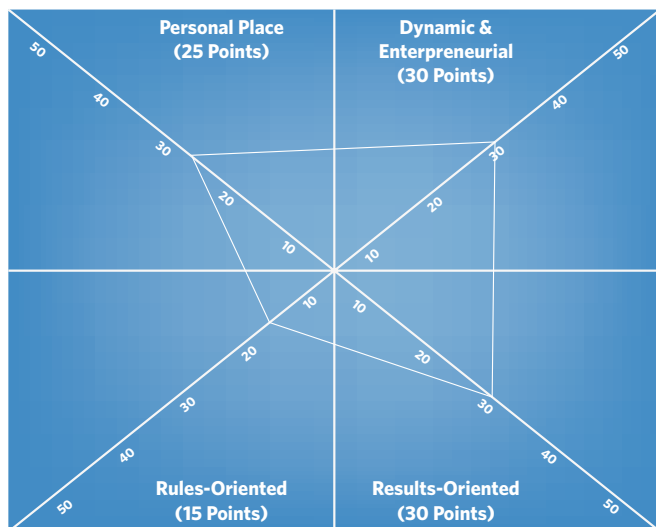 Personal Place
(25 Points)
Dynamic &
Enterpreneurial
(30 Points)
50
40
30
20
10
50
40
30
20
10
10
20
30
40
50
10
20
30
40
50
Rules-Oriented
(15 Points)
Results-Oriented
(30 Points)